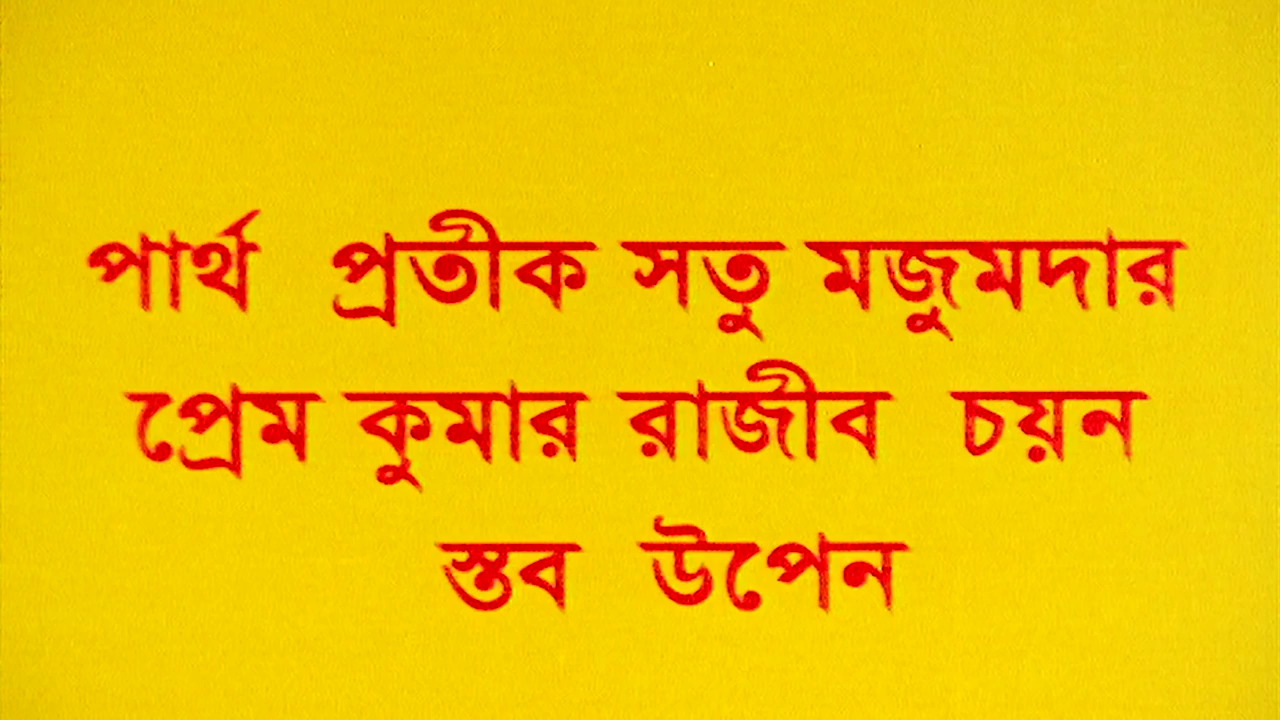 পার্থ প্রতীক সতু মজুমদার
প্রেম কুমার রাজীব চয়ন
স্তব উপেন